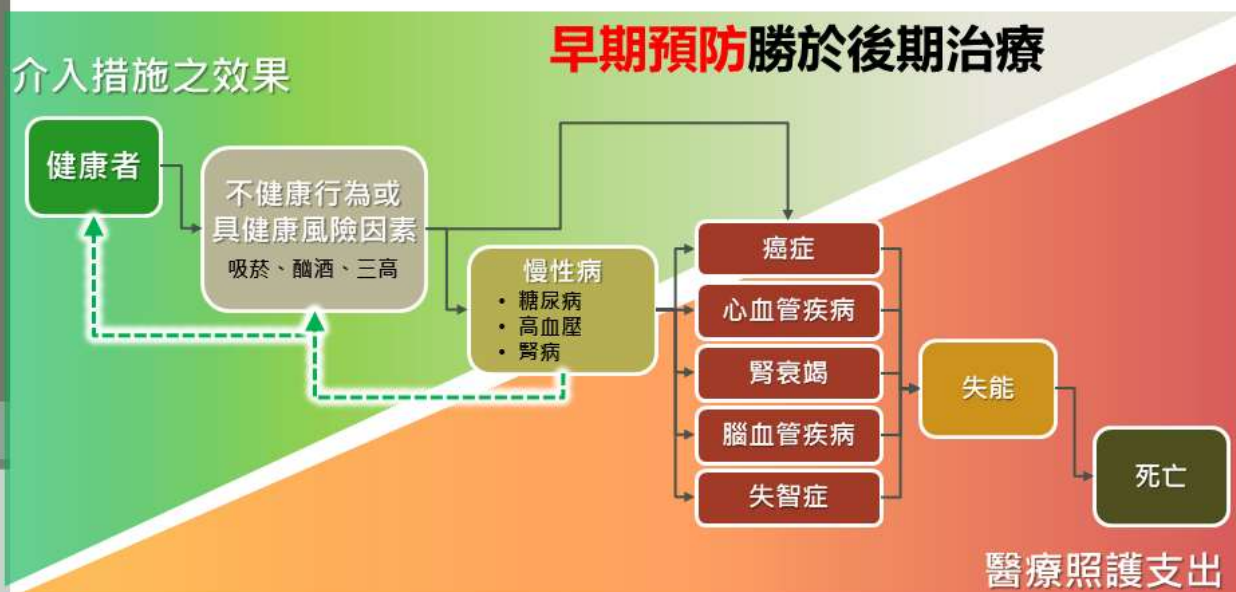 早期預防勝於後期治療
介入措施之效果
健康者
不健康行為或
具健康風險因素
吸菸、酗酒、三高
慢性病
• 糖尿病
• 高血壓
• 腎病
癌症
心血管疾病
腎衰竭
腦血管疾病
失智症
失能
死亡
醫療照護支出